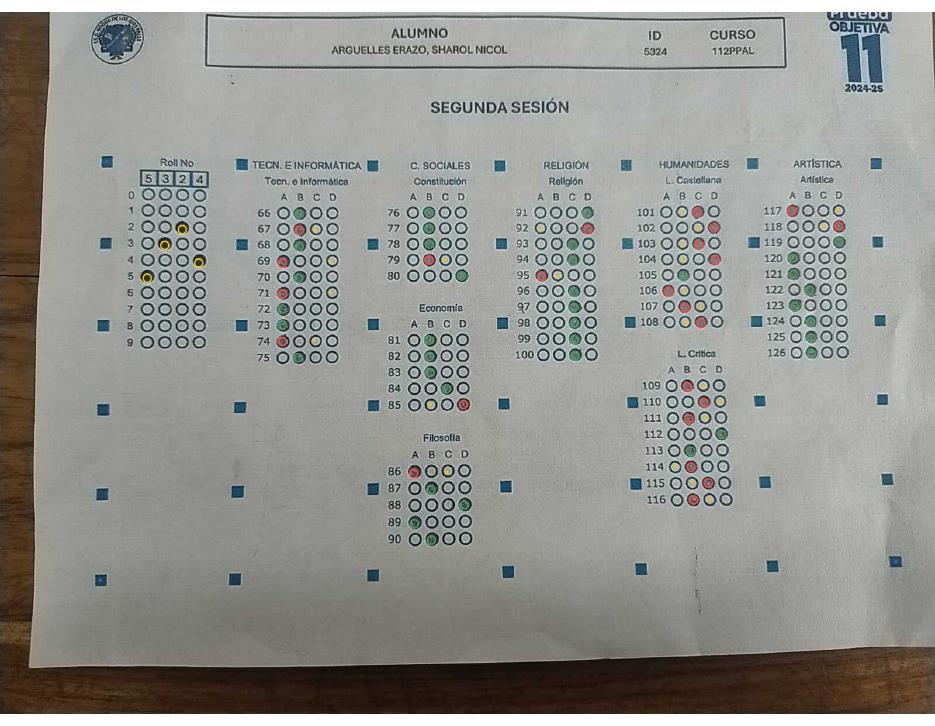 I.E.S. ROQUE DE LOS RIOS
ALUMNO
ARGUELLES ERAZO, SHAROL NICOL
ID
5324
CURSO
112PPAL
Prueba
OBJETIVA
11
2024-25
SEGUNDA SESIÓN
Roll No
5 3 2 4
0
1
2
3
4
5
6
7
8
9
TECN. E INFORMÁTICA
Tecn. e Informática
A B C D
66
67
68
69
70
71
72
73
74
75
C. SOCIALES
Constitución
A B C D
76
77
78
79
80
Economía
A B C D
81
82
83
84
85
Filosofía
A B C D
86
87
88
89
90
RELIGIÓN
Religión
A B C D
91
92
93
94
95
96
97
98
99
100
HUMANIDADES
L. Castellana
A B C D
101
102
103
104
105
106
107
108
L. Crítica
A B C D
109
110
111
112
113
114
115
116
ARTÍSTICA
Artística
A B C D
117
118
119
120
121
122
123
124
125
126